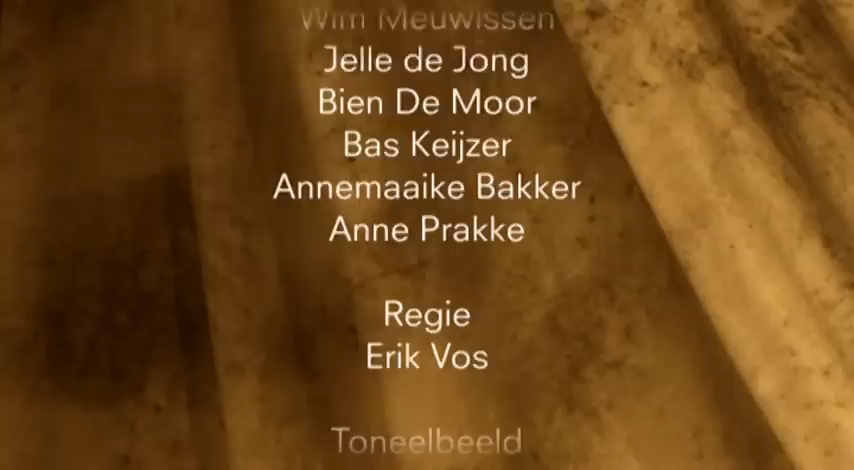 Wim Meuwissen
Jelle de Jong
Bien De Moor
Bas Keijzer
Annemaaike Bakker
Anne Prakke
Regie
Erik Vos
Toneelbeeld